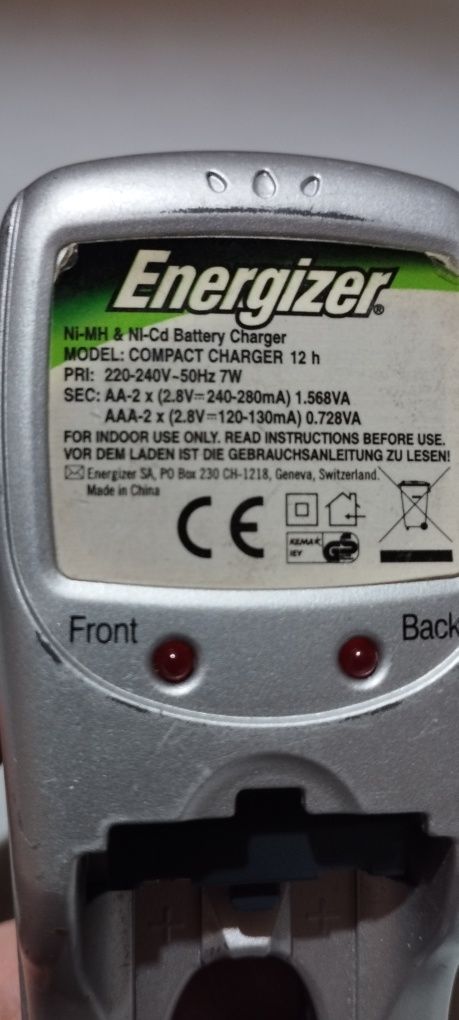 Energizer®
Ni-MH & NI-Cd Battery Charger
MODEL: COMPACT CHARGER 12 h
PRI: 220-240V~50Hz 7W
SEC: AA-2 x (2.8V⎓240-280mA) 1.568VA
AAA-2 x (2.8V⎓120-130mA) 0.728VA
FOR INDOOR USE ONLY. READ INSTRUCTIONS BEFORE USE.
VOR DEM LADEN IST DIE GEBRAUCHSANLEITUNG ZU LESEN!
Energizer SA, PO Box 230 CH-1218, Geneva, Switzerland.
Made in China
CE
KEMA
GS
Front Back
+ +